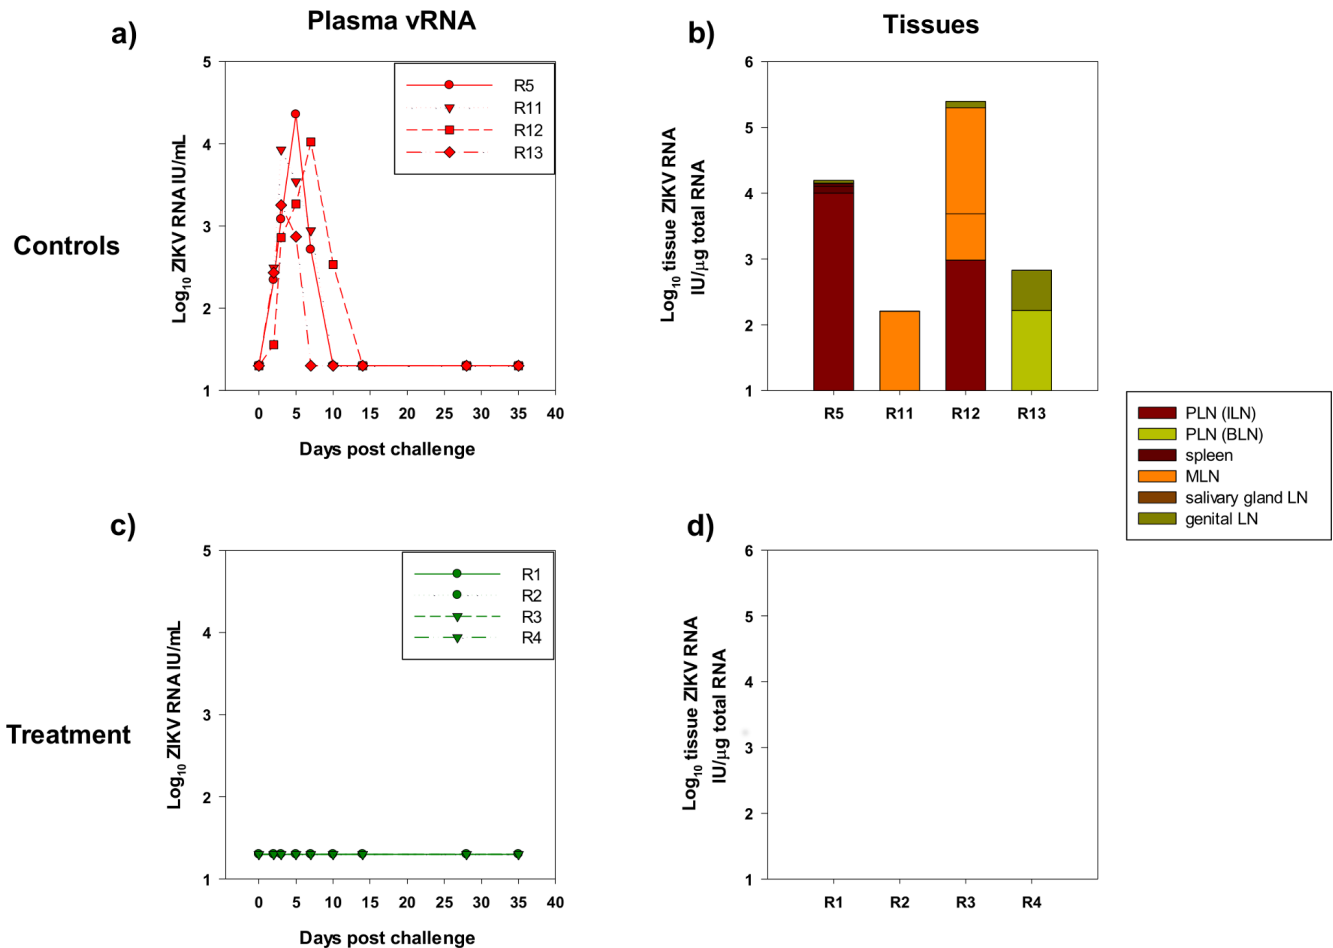 Plasma vRNA
Tissues
a)
b)
Controls
Log10 ZIKV RNA IU/mL
5
4
3
2
1
R5
R11
R12
R13
0 5 10 15 20 25 30 35 40
Days post challenge
Log10 tissue ZIKV RNA
IU/μg total RNA
6
5
4
3
2
1
R5 R11 R12 R13
PLN (ILN)
PLN (BLN)
spleen
MLN
salivary gland LN
genital LN
c)
d)
Treatment
Log10 ZIKV RNA IU/mL
5
4
3
2
1
R1
R2
R3
R4
0 5 10 15 20 25 30 35 40
Days post challenge
Log10 tissue ZIKV RNA
IU/μg total RNA
6
5
4
3
2
1
R1 R2 R3 R4